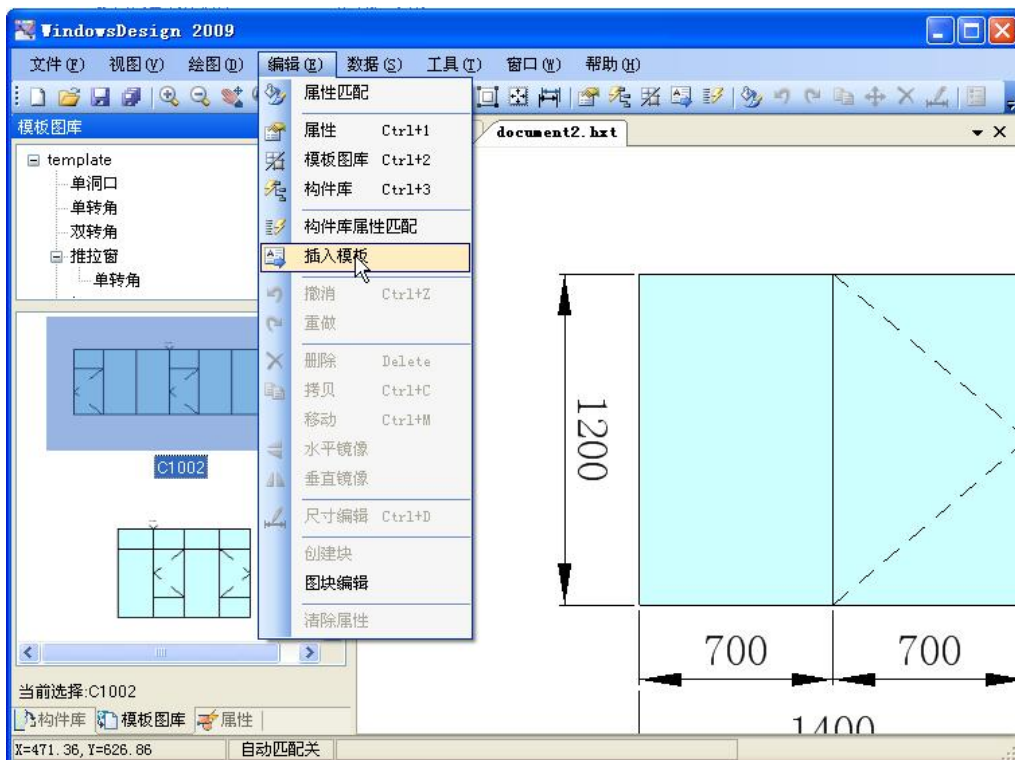 WindowsDesign 2009
文件(F) 视图(V) 绘图(D) 编辑(E) 数据(S) 工具(T) 窗口(W) 帮助(H)
模板图库
document2.hxt
template
单洞口
单转角
双转角
推拉窗
单转角
C1002
当前选择:C1002
构件库 模板图库 属性
X=471.36, Y=626.86 自动匹配关
属性匹配
属性 Ctrl+1
模板图库 Ctrl+2
构件库 Ctrl+3
构件库属性匹配
插入模板
撤消 Ctrl+Z
重做
删除 Delete
拷贝 Ctrl+C
移动 Ctrl+M
水平镜像
垂直镜像
尺寸编辑 Ctrl+D
创建块
图块编辑
清除属性
1200
700 700
1400